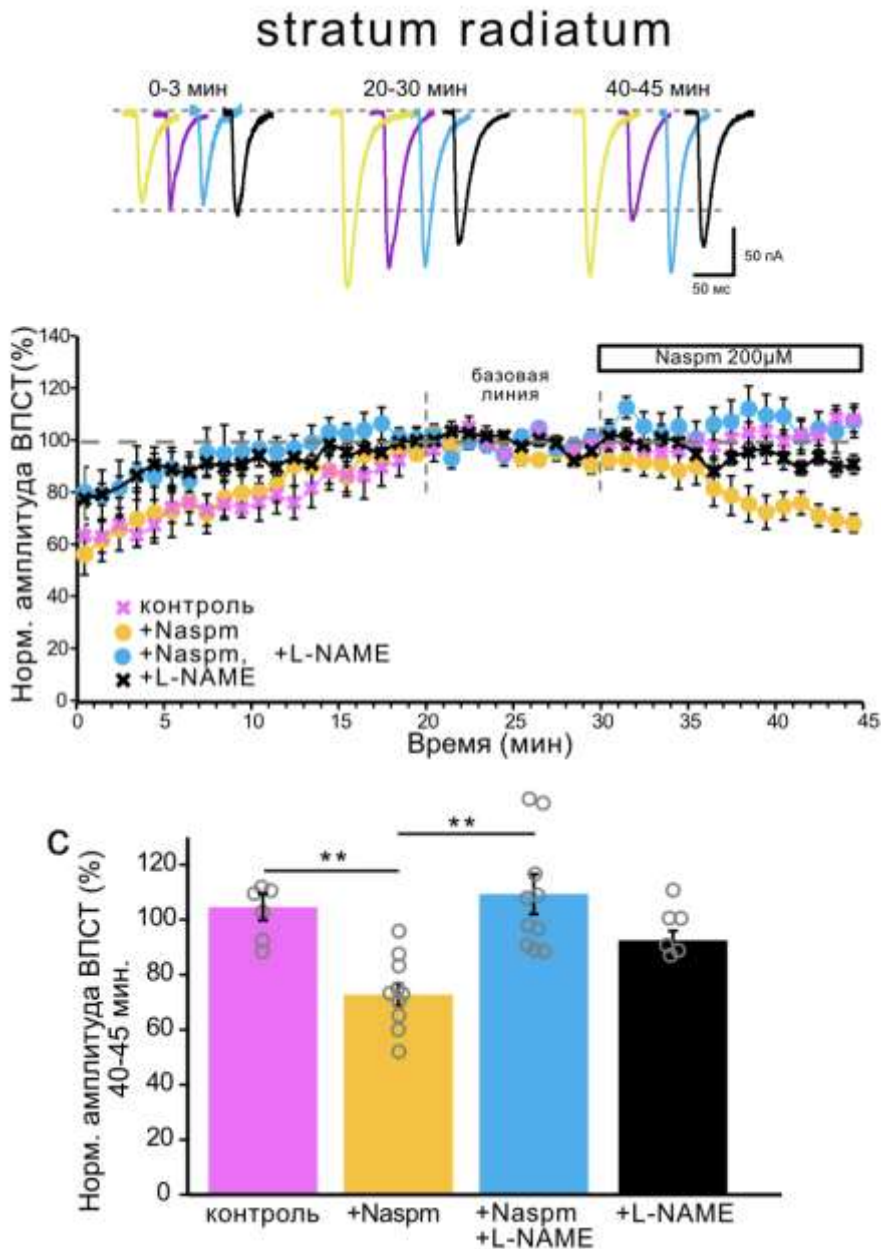 stratum radiatum
0-3 мин 20-30 мин 40-45 мин
50 пА
50 мс
Норм. амплитуда ВПСТ(%)
140
120
100
80
60
40
20
0
Naspm 200μM
базовая
линия
контроль
+Naspm
+Naspm, +L-NAME
+L-NAME
0 5 10 15 20 25 30 35 40 45
Время (мин)
C
Норм. амплитуда ВПСТ (%)
40-45 мин.
** **
120
100
80
60
40
20
0
контроль +Naspm +Naspm +L-NAME
+L-NAME